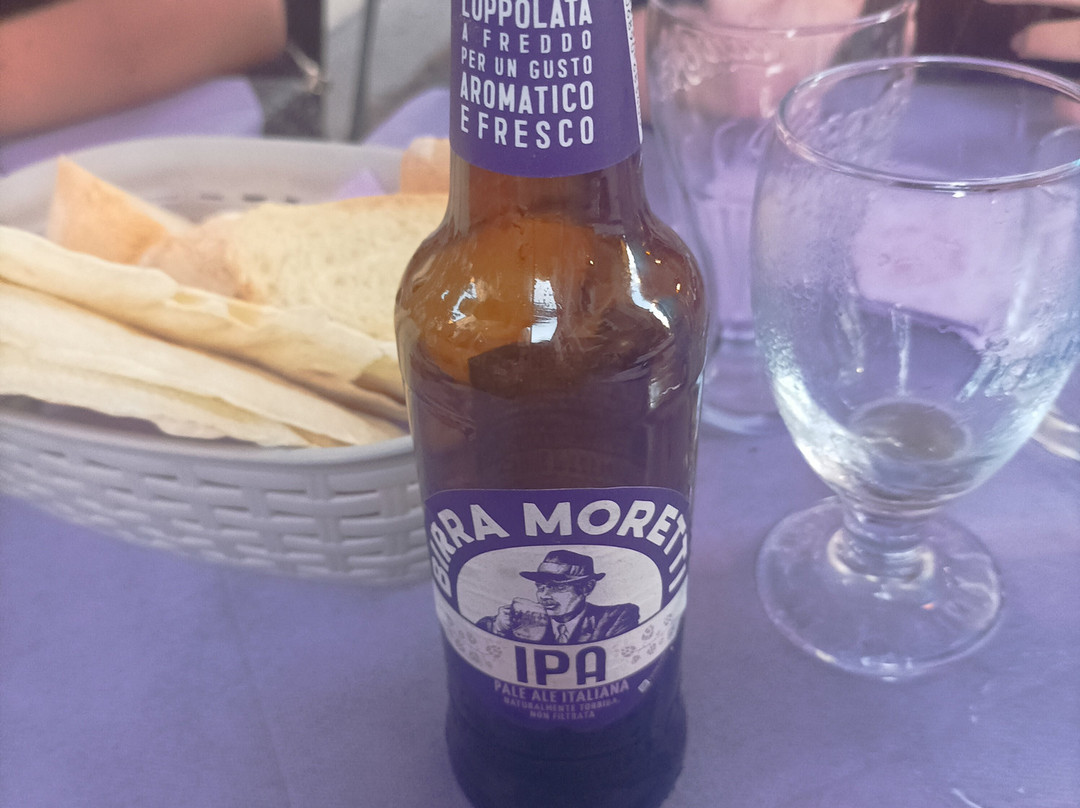 LUPPOLATA
A FREDDO
PER UN GUSTO
AROMATICO
E FRESCO
BIRRA MORETTI
IPA
PALE ALE ITALIANA
NATURALMENTE TORBIDA,
NON FILTRATA